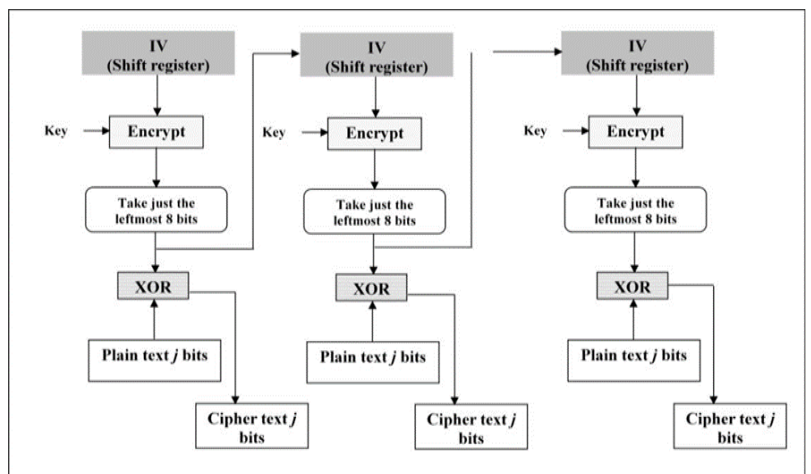 IV
(Shift register)
IV
(Shift register)
IV
(Shift register)
Key
Encrypt
Key
Encrypt
Key
Encrypt
Take just the
leftmost 8 bits
Take just the
leftmost 8 bits
Take just the
leftmost 8 bits
XOR
XOR
XOR
Plain text j bits
Plain text j bits
Plain text j bits
Cipher text j
bits
Cipher text j
bits
Cipher text j
bits